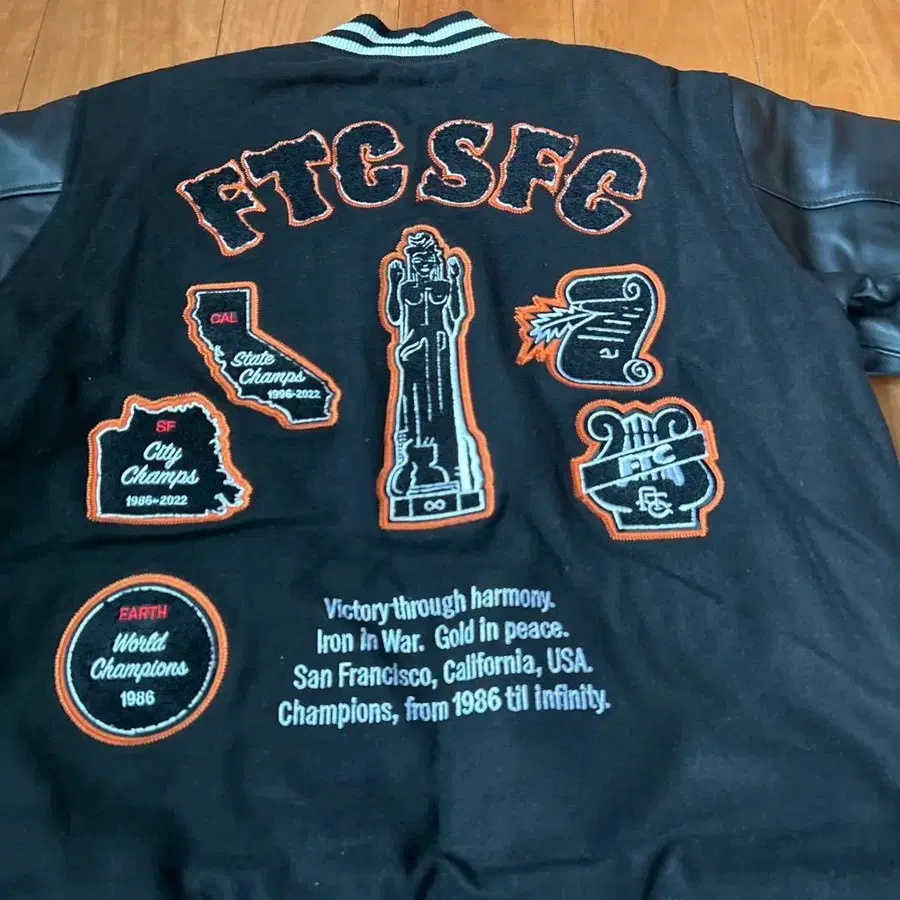 FTC SFC
CAL
State
Champs
1996-2022
SF
City
Champs
1986-2022
∞
FTC
EARTH
World
Champions
1986
Victory through harmony.
Iron in War. Gold in peace.
San Francisco, California, USA.
Champions, from 1986 til infinity.